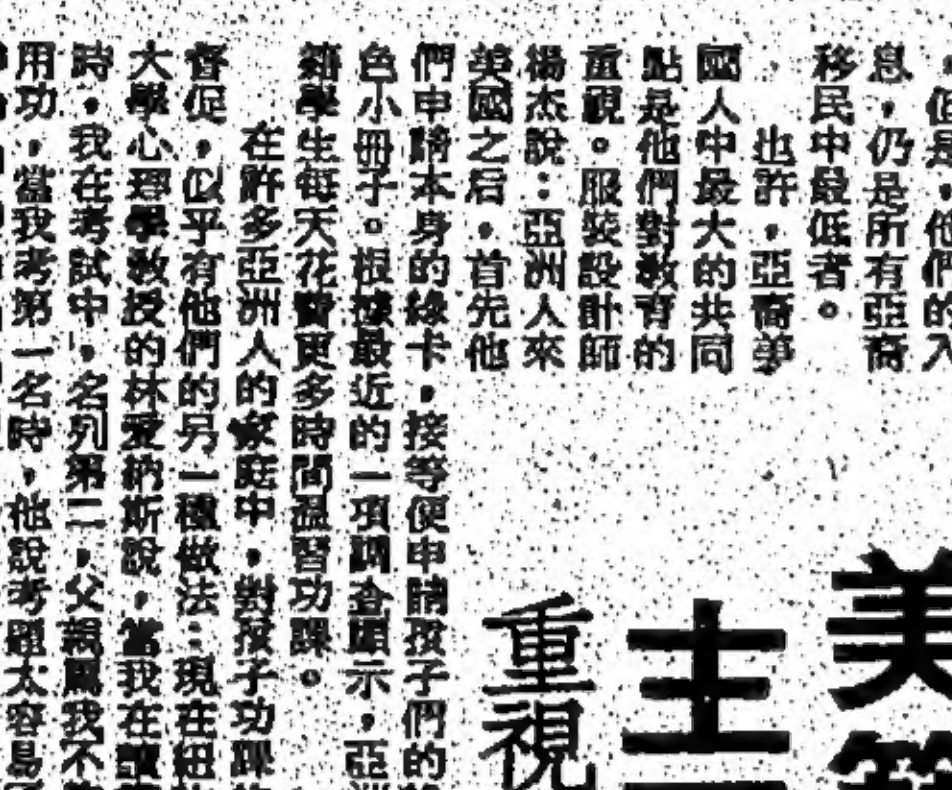 美
主
重視
，但是，他們的入
息，仍是所有亞裔
移民中最低者。
也許，亞裔美
國人中最大的共同
點是他們對教育的
重視。服裝設計師
楊杰說：亞洲人來
美國之后，首先他
們申請本身的綠卡，接等便申請孩子們的
色小冊子。根據最近的一項調查顯示，亞
籍學生每天花費更多時間溫習功課。
在許多亞洲人的家庭中，對孩子功課
督促，似乎有他們的另一種做法：現在紐
大學心理學教授的林愛納斯說，當我在讀
時，我在考試中，名列第二，父親罵我不
用功，當我考第一名時，他說考題太容易